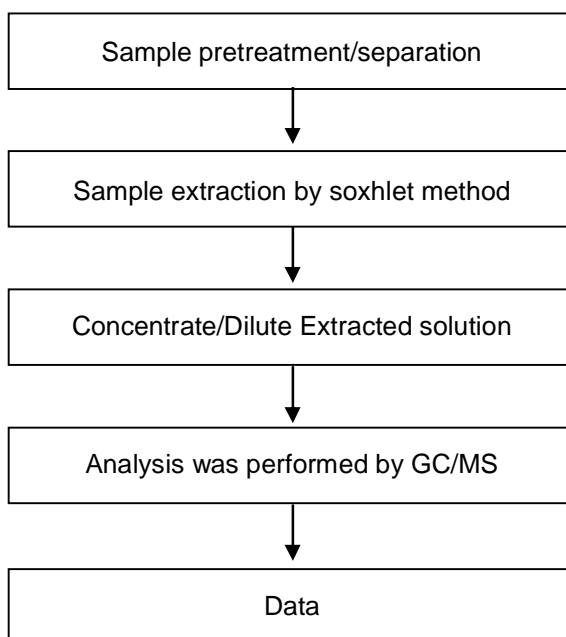 Sample pretreatment/separation
Sample extraction by soxhlet method
Concentrate/Dilute Extracted solution
Analysis was performed by GC/MS
Data